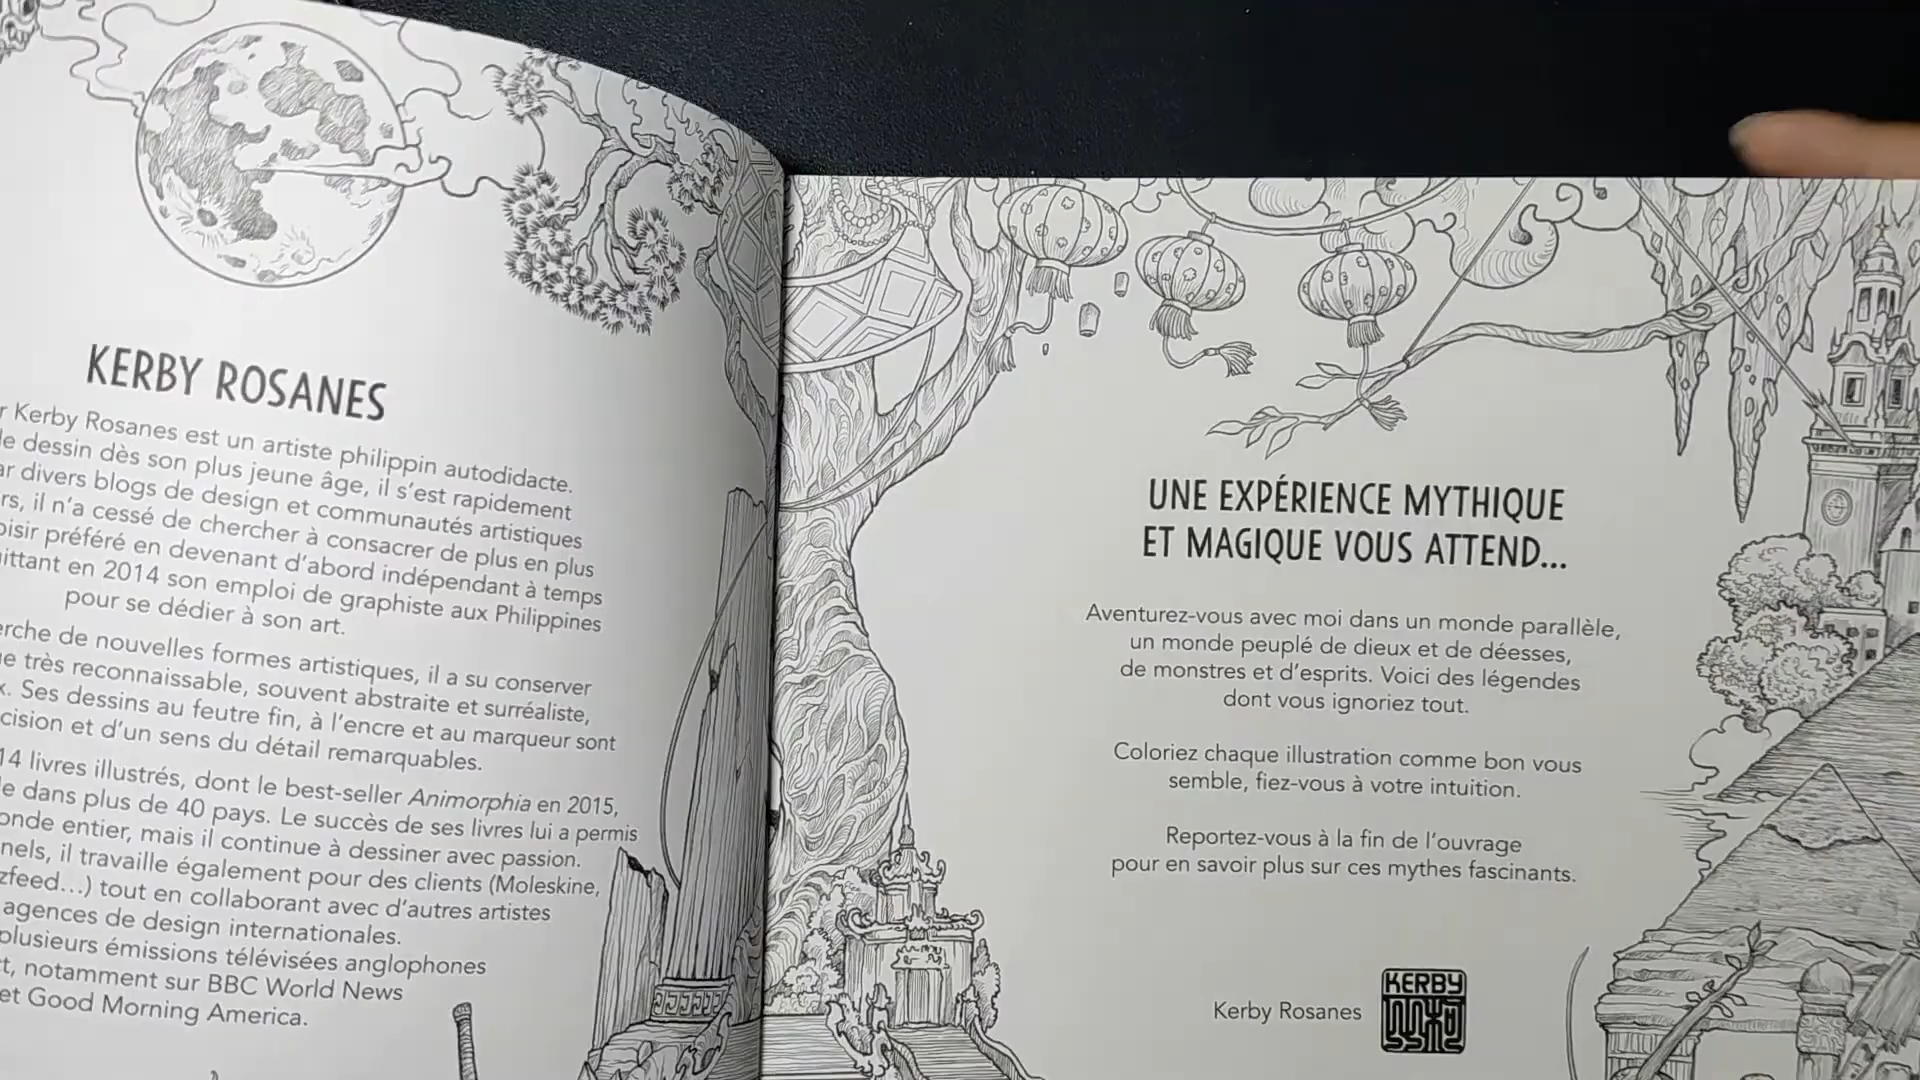 KERBY ROSANES
Kerby Rosanes est un artiste philippin autodidacte.
dessin dès son plus jeune âge, il s'est rapidement
divers blogs de design et communautés artistiques
il n'a cessé de chercher à consacrer de plus en plus
préféré en devenant d'abord indépendant à temps
en 2014 son emploi de graphiste aux Philippines
pour se dédier à son art.
de nouvelles formes artistiques, il a su conserver
très reconnaissable, souvent abstraite et surréaliste,
Ses dessins au feutre fin, à l'encre et au marqueur sont
et d'un sens du détail remarquables.
14 livres illustrés, dont le best-seller Animorphia en 2015,
dans plus de 40 pays. Le succès de ses livres lui a permis
entier, mais il continue à dessiner avec passion.
il travaille également pour des clients (Moleskine,
tout en collaborant avec d'autres artistes
agences de design internationales.
plusieurs émissions télévisées anglophones
notamment sur BBC World News
et Good Morning America.
UNE EXPÉRIENCE MYTHIQUE
ET MAGIQUE VOUS ATTEND...
Aventurez-vous avec moi dans un monde parallèle,
un monde peuplé de dieux et de déesses,
de monstres et d'esprits. Voici des légendes
dont vous ignoriez tout.
Coloriez chaque illustration comme bon vous
semble, fiez-vous à votre intuition.
Reportez-vous à la fin de l'ouvrage
pour en savoir plus sur ces mythes fascinants.
Kerby Rosanes
KERBY